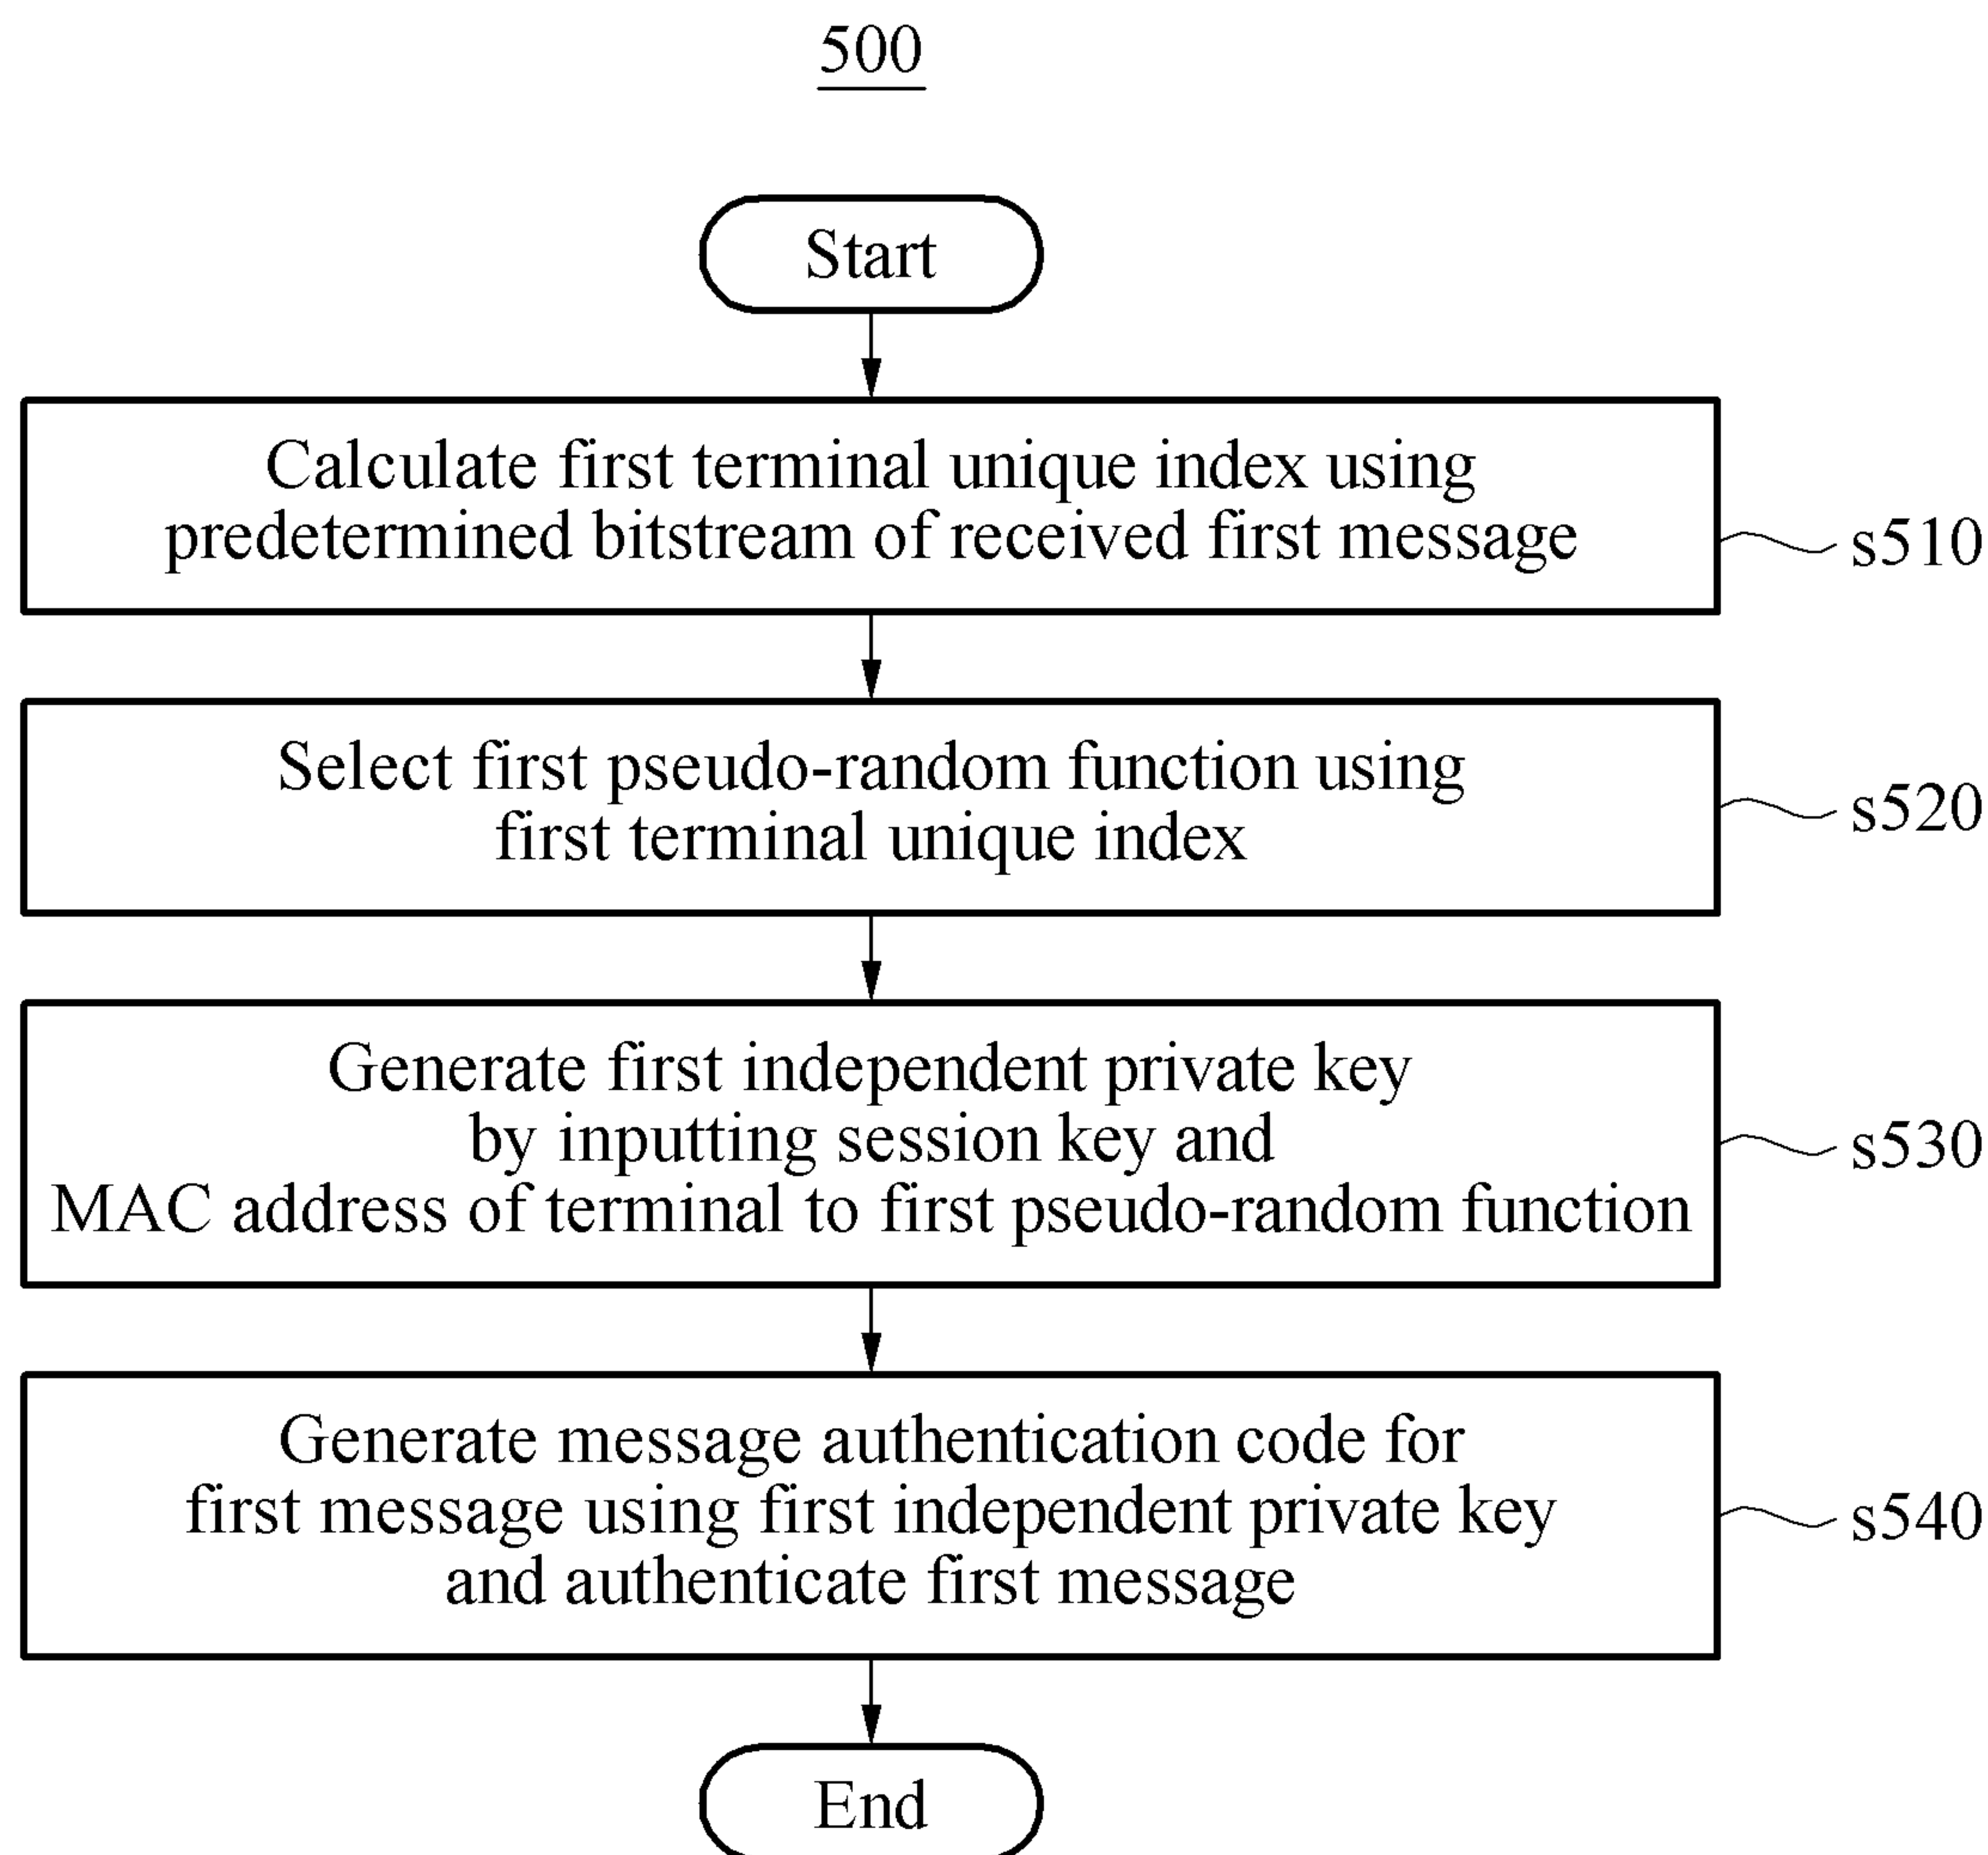 500
Start
Calculate first terminal unique index using
predetermined bitstream of received first message
s510
Select first pseudo-random function using
first terminal unique index
s520
Generate first independent private key
by inputting session key and
MAC address of terminal to first pseudo-random function
s530
Generate message authentication code for
first message using first independent private key
and authenticate first message
s540
End